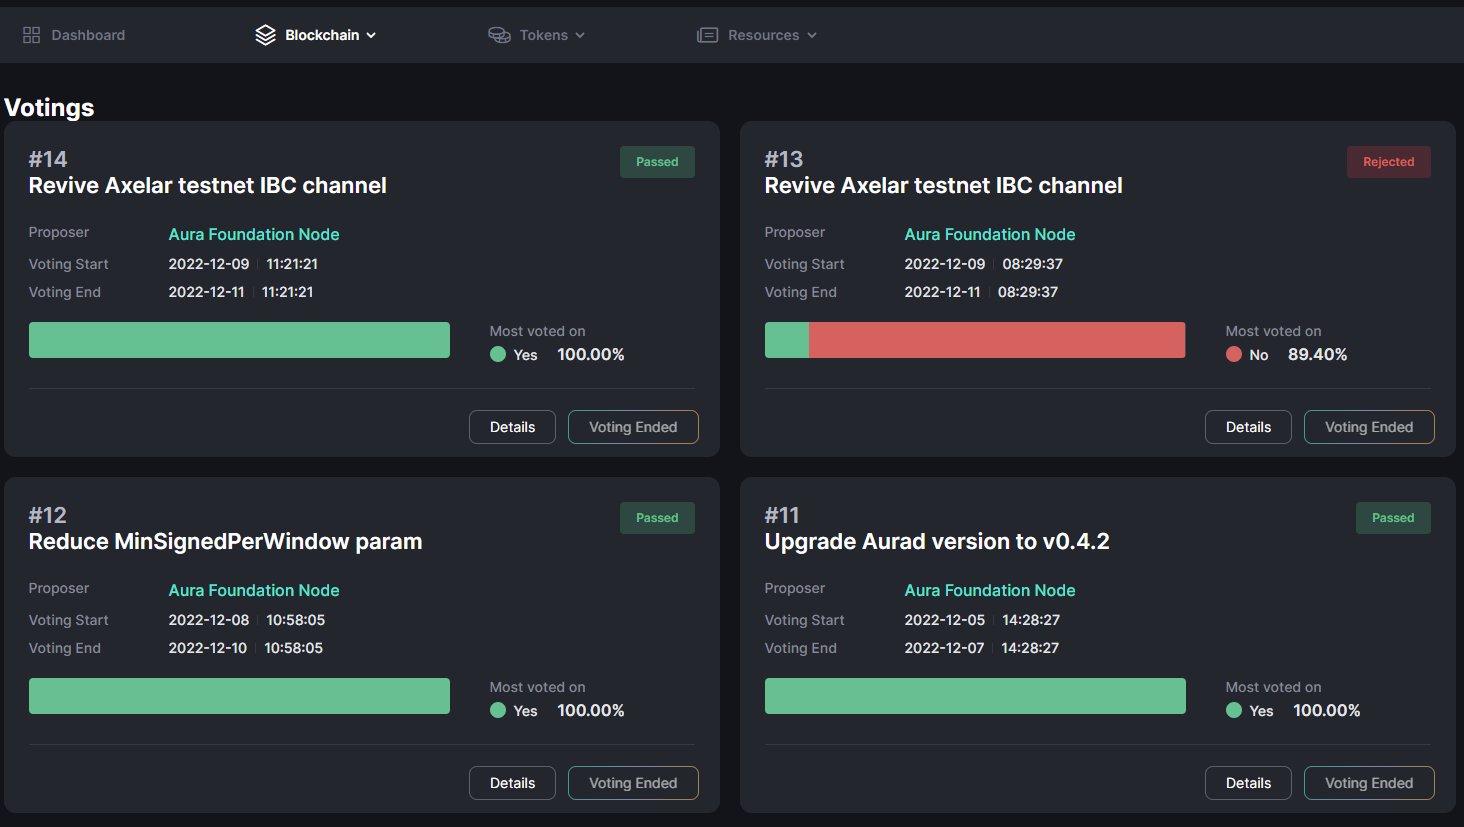 Dashboard Blockchain Tokens Resources
Votings
#14 Passed
Revive Axelar testnet IBC channel
Proposer Aura Foundation Node
Voting Start 2022-12-09 11:21:21
Voting End 2022-12-11 11:21:21
Most voted on
Yes 100.00%
Details Voting Ended
#13 Rejected
Revive Axelar testnet IBC channel
Proposer Aura Foundation Node
Voting Start 2022-12-09 08:29:37
Voting End 2022-12-11 08:29:37
Most voted on
No 89.40%
Details Voting Ended
#12 Passed
Reduce MinSignedPerWindow param
Proposer Aura Foundation Node
Voting Start 2022-12-08 10:58:05
Voting End 2022-12-10 10:58:05
Most voted on
Yes 100.00%
Details Voting Ended
#11 Passed
Upgrade Aurad version to v0.4.2
Proposer Aura Foundation Node
Voting Start 2022-12-05 14:28:27
Voting End 2022-12-07 14:28:27
Most voted on
Yes 100.00%
Details Voting Ended